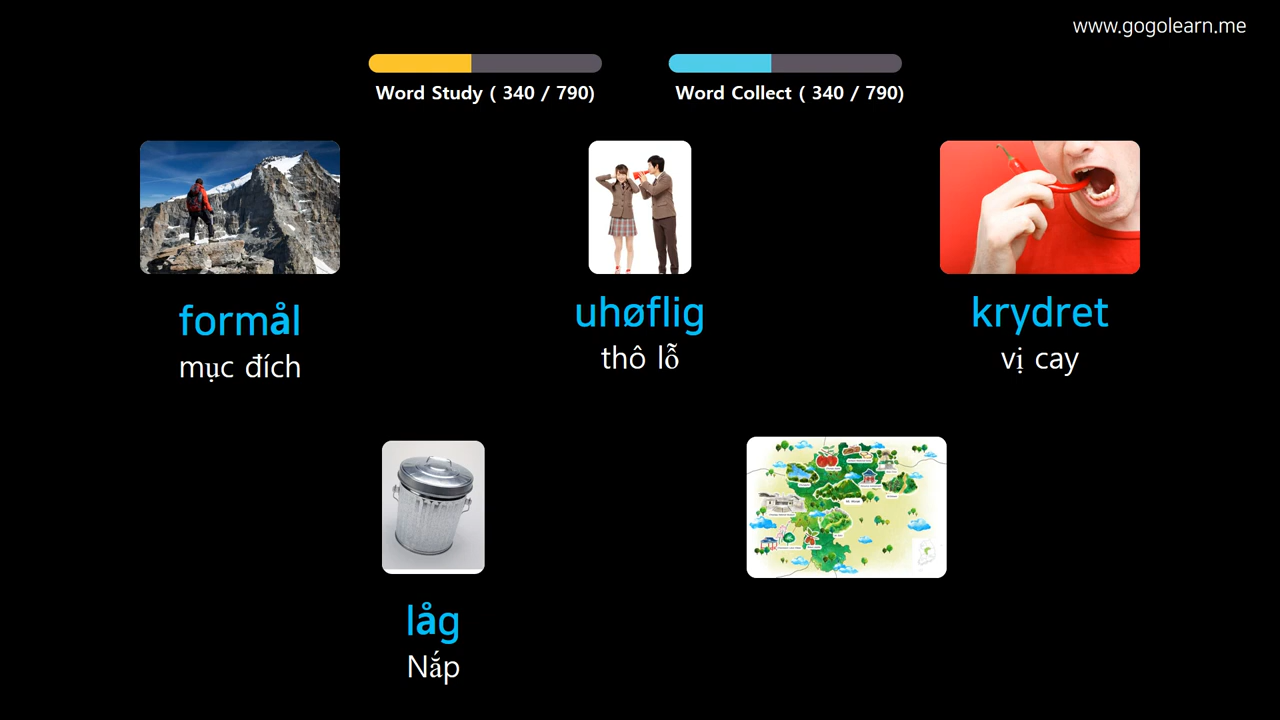 www.gogolearn.me
Word Study ( 340 / 790)
Word Collect ( 340 / 790)
formål
mục đích
uhøflig
thô lỗ
krydret
vị cay
låg
Nắp